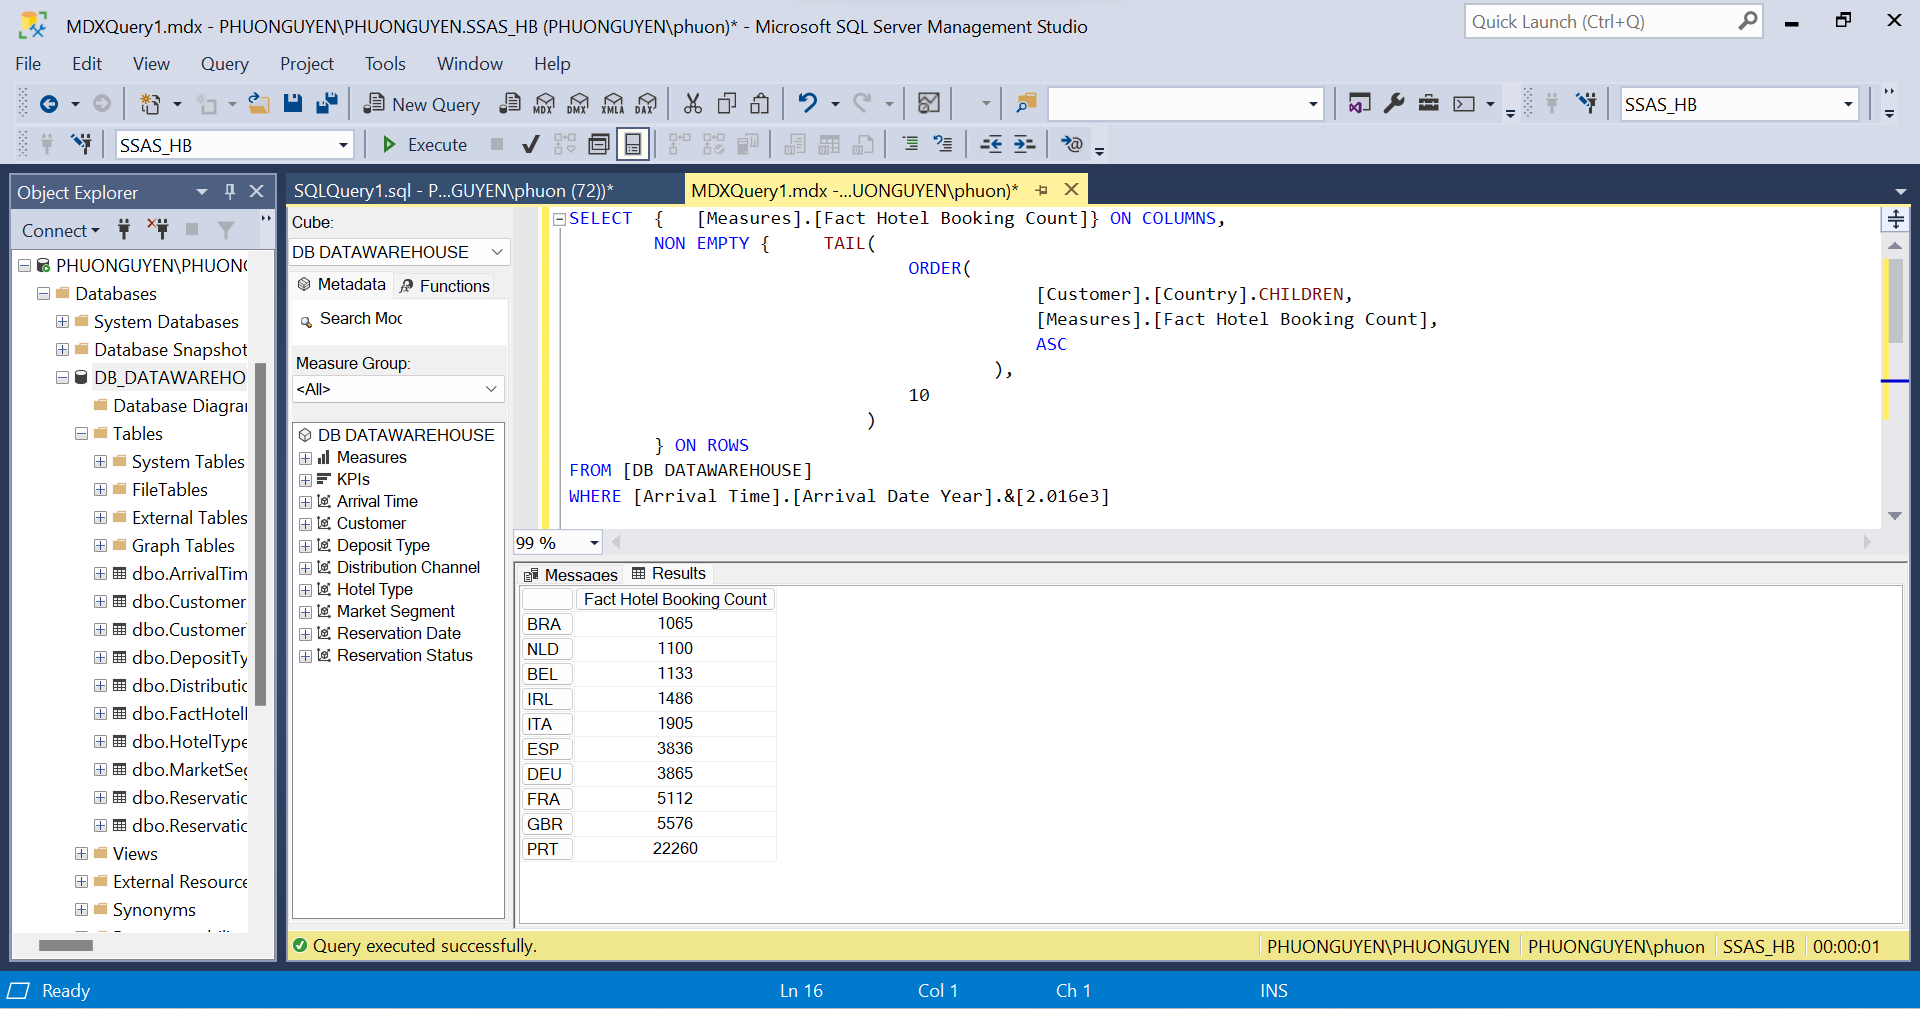 MDXQuery1.mdx - PHUONGUYEN\PHUONGUYEN.SSAS_HB (PHUONGUYEN\phuon)* - Microsoft SQL Server Management Studio
Quick Launch (Ctrl+Q)
File Edit View Query Project Tools Window Help
New Query MDX DMX XMLA DAX SSAS_HB
SSAS_HB Execute
Object Explorer
Connect
PHUONGUYEN\PHUONG
Databases
System Databases
Database Snapshot
DB_DATAWAREHO
Database Diagrar
Tables
System Tables
FileTables
External Tables
Graph Tables
dbo.ArrivalTim
dbo.Customer
dbo.Customer
dbo.DepositTy
dbo.Distributic
dbo.FactHotel
dbo.HotelType
dbo.MarketSeg
dbo.Reservatic
dbo.Reservatic
Views
External Resource
Synonyms
SQLQuery1.sql - P...GUYEN\phuon (72))*
MDXQuery1.mdx -...UONGUYEN\phuon)*
Cube:
DB DATAWAREHOUSE
Metadata Functions
Search Moc
Measure Group:
<All>
DB DATAWAREHOUSE
Measures
KPIs
Arrival Time
Customer
Deposit Type
Distribution Channel
Hotel Type
Market Segment
Reservation Date
Reservation Status
SELECT { [Measures].[Fact Hotel Booking Count]} ON COLUMNS,
NON EMPTY { TAIL(
ORDER(
[Customer].[Country].CHILDREN,
[Measures].[Fact Hotel Booking Count],
ASC
),
10
)
} ON ROWS
FROM [DB DATAWAREHOUSE]
WHERE [Arrival Time].[Arrival Date Year].&[2.016e3]
99 %
Messages Results
Fact Hotel Booking Count
BRA 1065
NLD 1100
BEL 1133
IRL 1486
ITA 1905
ESP 3836
DEU 3865
FRA 5112
GBR 5576
PRT 22260
Query executed successfully.
PHUONGUYEN\PHUONGUYEN PHUONGUYEN\phuon SSAS_HB 00:00:01
Ready Ln 16 Col 1 Ch 1 INS